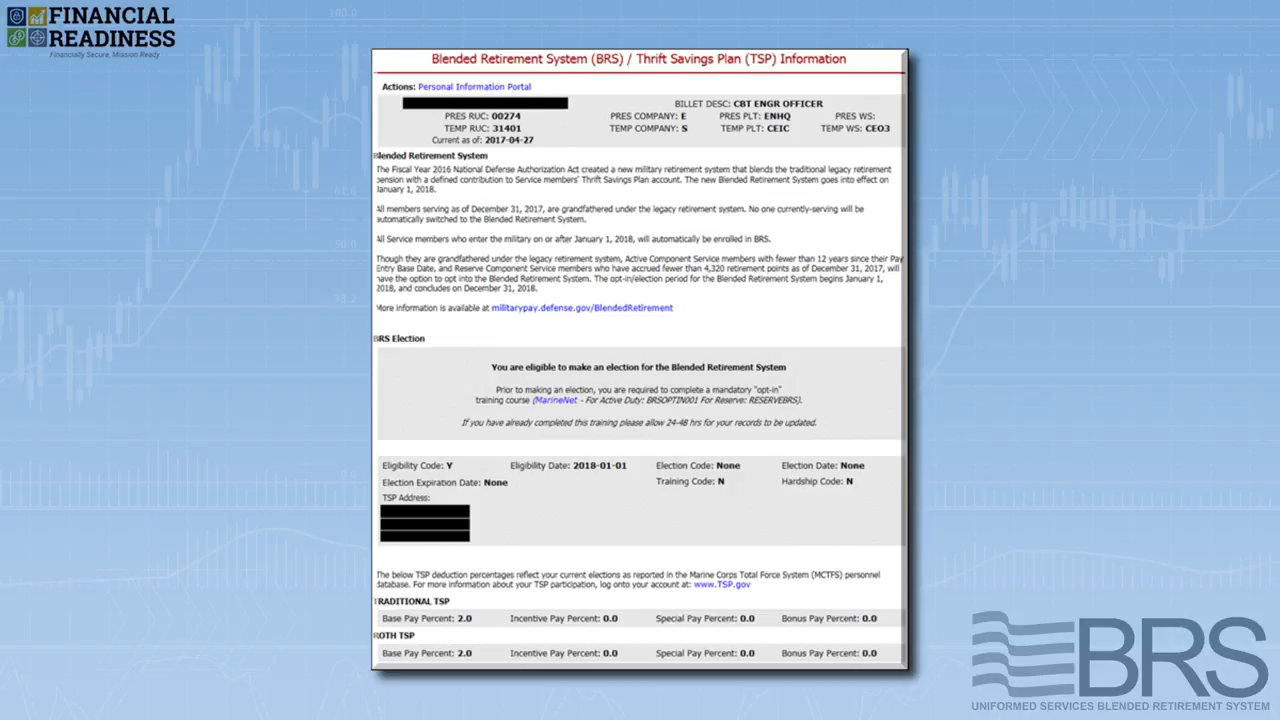 FINANCIAL
READINESS
Financially Secure, Mission Ready
Blended Retirement System (BRS) / Thrift Savings Plan (TSP) Information
Actions: Personal Information Portal
BILLET DESC: CBT ENGR OFFICER
PRES RUC: 00274 PRES COMPANY: E PRES PLT: ENHQ PRES WS:
TEMP RUC: 31401 TEMP COMPANY: S TEMP PLT: CEIC TEMP WS: CEO3
Current as of: 2017-04-27
Blended Retirement System
The Fiscal Year 2016 National Defense Authorization Act created a new military retirement system that blends the traditional legacy retirement
pension with a defined contribution to Service members' Thrift Savings Plan account. The new Blended Retirement System goes into effect on
January 1, 2018.
All members serving as of December 31, 2017, are grandfathered under the legacy retirement system. No one currently-serving will be
automatically switched to the Blended Retirement System.
All Service members who enter the military on or after January 1, 2018, will automatically be enrolled in BRS.
Though they are grandfathered under the legacy retirement system, Active Component Service members with fewer than 12 years since their Pay
Entry Base Date, and Reserve Component Service members who have accrued fewer than 4,320 retirement points as of December 31, 2017, will
have the option to opt into the Blended Retirement System. The opt-in/election period for the Blended Retirement System begins January 1,
2018, and concludes on December 31, 2018.
More information is available at militarypay.defense.gov/BlendedRetirement
BRS Election
You are eligible to make an election for the Blended Retirement System
Prior to making an election, you are required to complete a mandatory "opt-in"
training course (MarineNet - For Active Duty: BRSOPTIN001 For Reserve: RESERVEBRS).
If you have already completed this training please allow 24-48 hrs for your records to be updated.
Eligibility Code: Y Eligibility Date: 2018-01-01 Election Code: None Election Date: None
Election Expiration Date: None Training Code: N Hardship Code: N
TSP Address:
The below TSP deduction percentages reflect your current elections as reported in the Marine Corps Total Force System (MCTFS) personnel
database. For more information about your TSP participation, log onto your account at: www.TSP.gov
TRADITIONAL TSP
Base Pay Percent: 2.0 Incentive Pay Percent: 0.0 Special Pay Percent: 0.0 Bonus Pay Percent: 0.0
ROTH TSP
Base Pay Percent: 2.0 Incentive Pay Percent: 0.0 Special Pay Percent: 0.0 Bonus Pay Percent: 0.0
BRS
UNIFORMED SERVICES BLENDED RETIREMENT SYSTEM